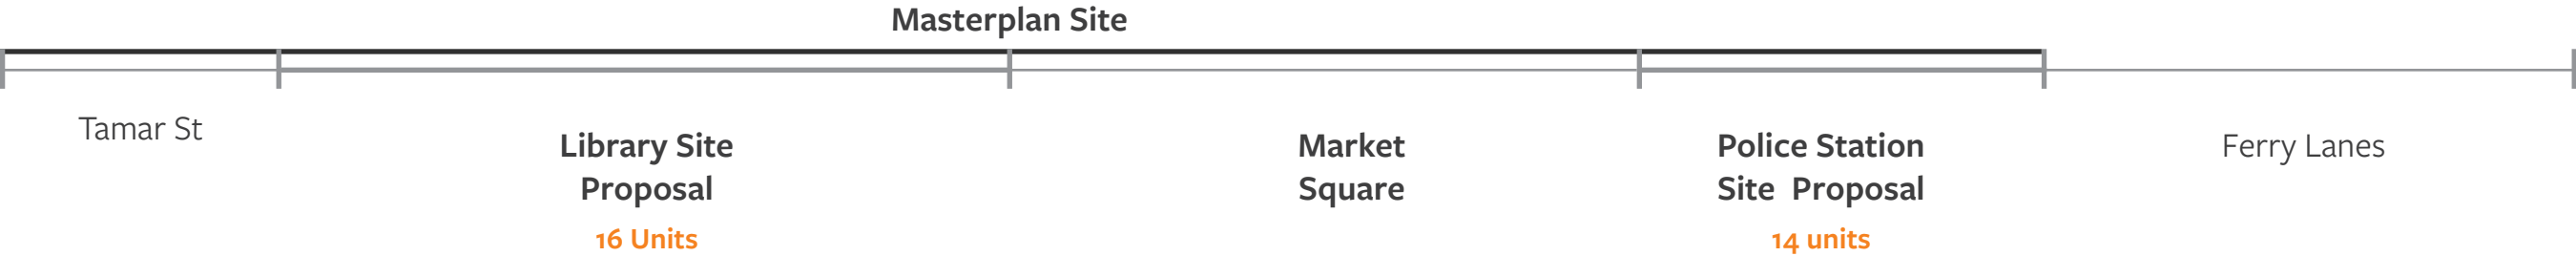 Masterplan Site
Tamar St
Library Site
Proposal
16 Units
Market
Square
Police Station
Site Proposal
14 units
Ferry Lanes